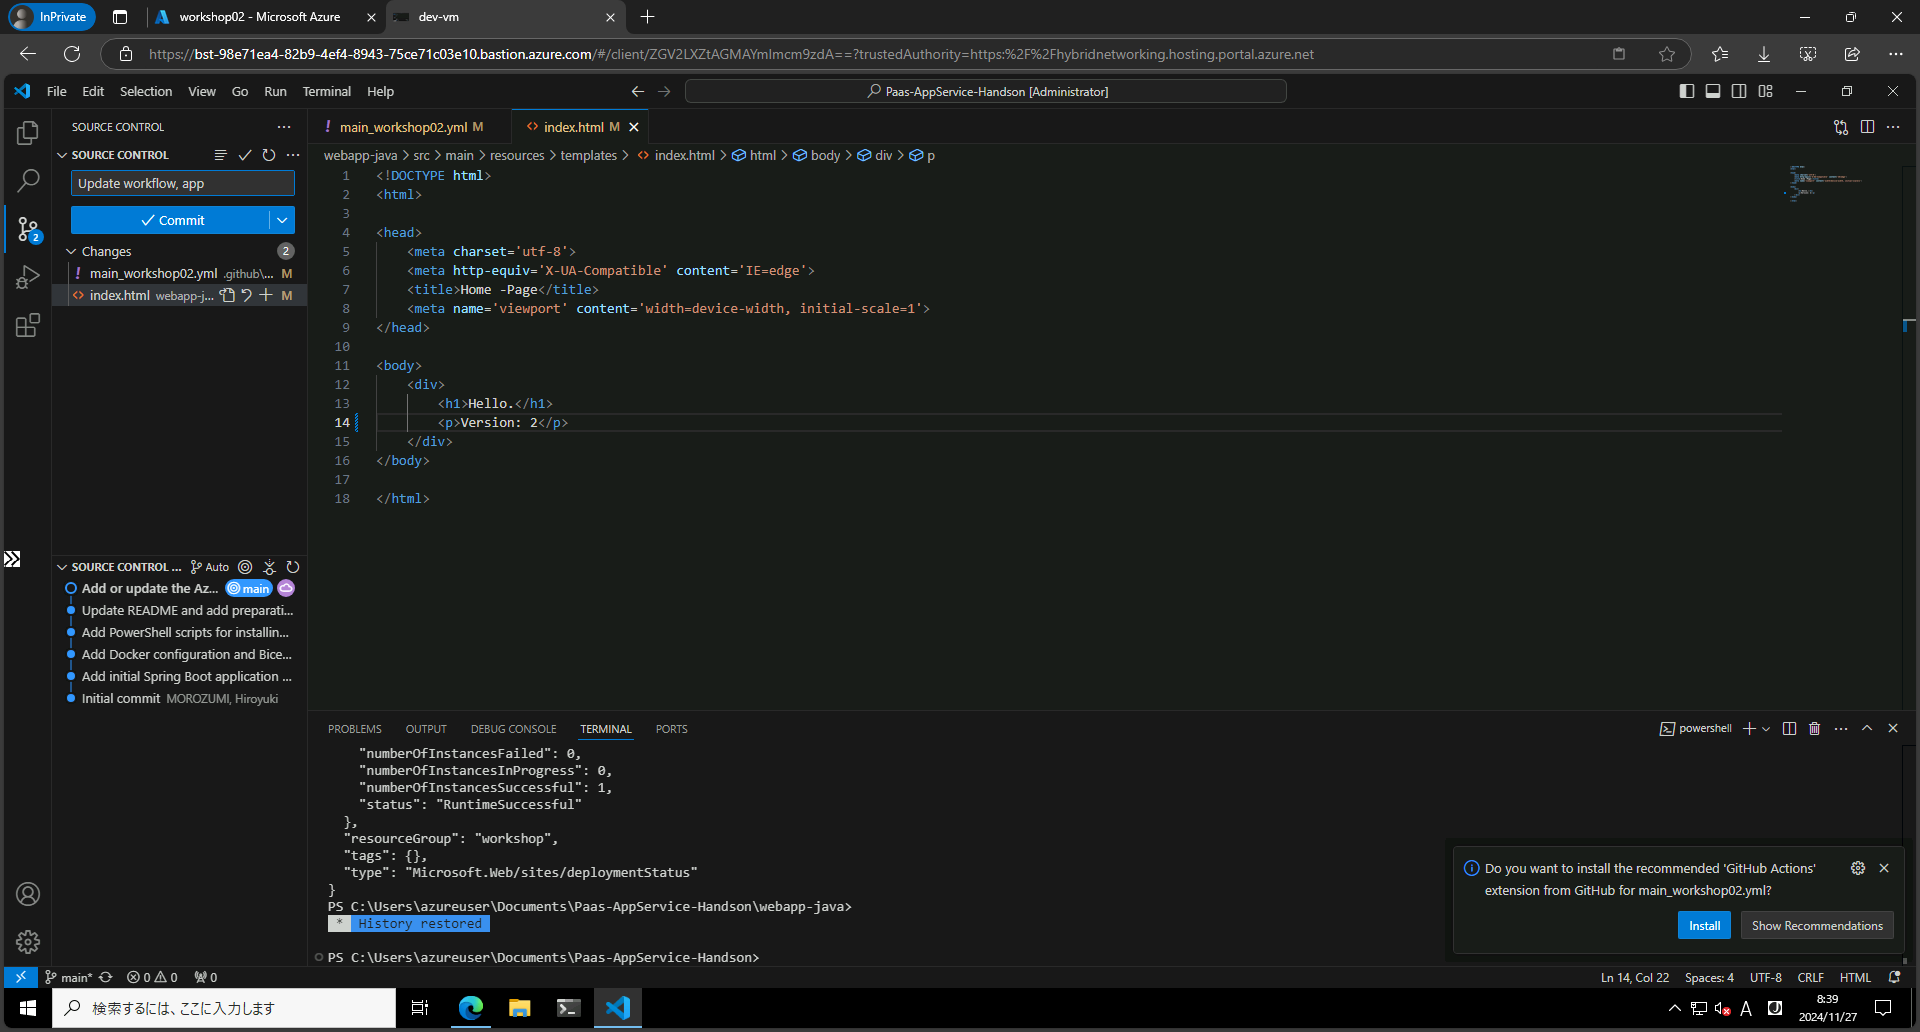 InPrivate
workshop02 - Microsoft Azure
dev-vm
https://bst-98e71ea4-82b9-4ef4-8943-75ce71c03e10.bastion.azure.com/#/client/ZGV2LXZtAGMAYmlmcm9zdA==?trustedAuthority=https:%2F%2Fhybridnetworking.hosting.portal.azure.net
File Edit Selection View Go Run Terminal Help
Paas-AppService-Handson [Administrator]
SOURCE CONTROL
SOURCE CONTROL
Update workflow, app
Commit
Changes 2
main_workshop02.yml .github\... M
index.html webapp-j... M
2
SOURCE CONTROL ... Auto
Add or update the Az... main
Update README and add preparati...
Add PowerShell scripts for installin...
Add Docker configuration and Bice...
Add initial Spring Boot application ...
Initial commit MOROZUMI, Hiroyuki
main_workshop02.yml M
index.html M
webapp-java > src > main > resources > templates > index.html > html > body > div > p
1 <!DOCTYPE html>
2 <html>
3
4 <head>
5 <meta charset='utf-8'>
6 <meta http-equiv='X-UA-Compatible' content='IE=edge'>
7 <title>Home -Page</title>
8 <meta name='viewport' content='width=device-width, initial-scale=1'>
9 </head>
10
11 <body>
12 <div>
13 <h1>Hello.</h1>
14 <p>Version: 2</p>
15 </div>
16 </body>
17
18 </html>
PROBLEMS OUTPUT DEBUG CONSOLE TERMINAL PORTS
powershell
"numberOfInstancesFailed": 0,
"numberOfInstancesInProgress": 0,
"numberOfInstancesSuccessful": 1,
"status": "RuntimeSuccessful"
},
"resourceGroup": "workshop",
"tags": {},
"type": "Microsoft.Web/sites/deploymentStatus"
}
PS C:\Users\azureuser\Documents\Paas-AppService-Handson\webapp-java>
* History restored
PS C:\Users\azureuser\Documents\Paas-AppService-Handson>
Do you want to install the recommended 'GitHub Actions'
extension from GitHub for main_workshop02.yml?
Install
Show Recommendations
main* 0 0 0
Ln 14, Col 22 Spaces: 4 UTF-8 CRLF HTML
検索するには、ここに入力します
A
8:39
2024/11/27